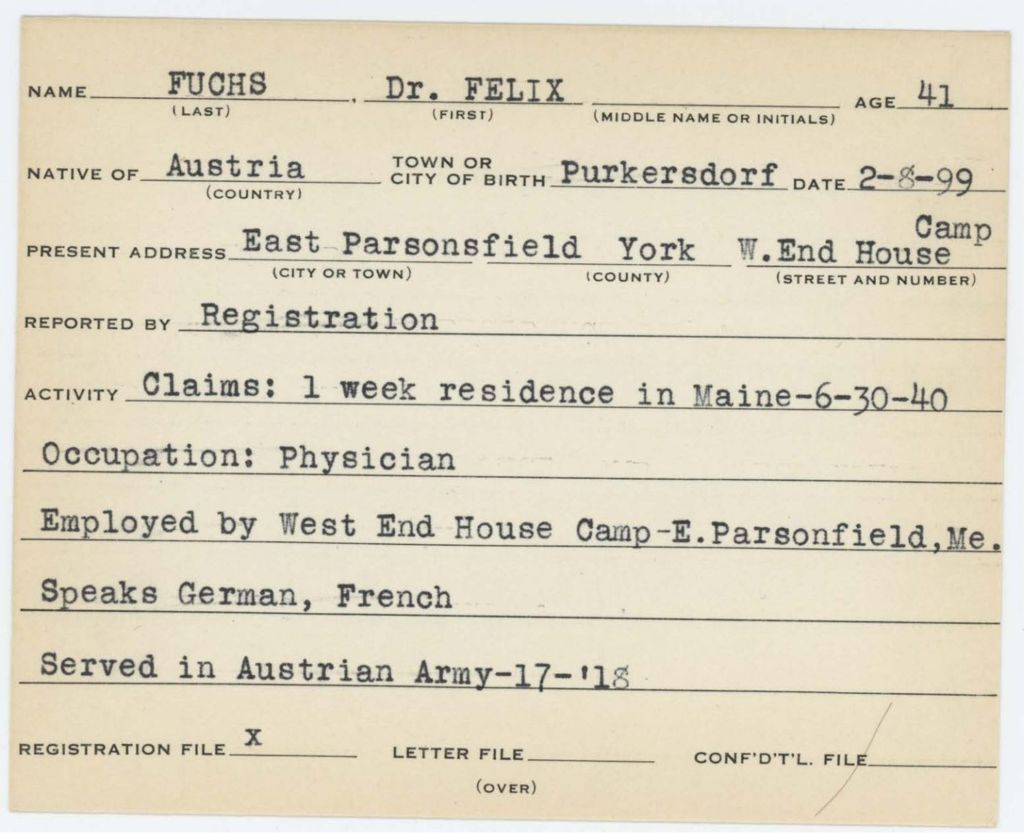 NAME FUCHS . Dr. FELIX AGE 41
(LAST) (FIRST) (MIDDLE NAME OR INITIALS)
NATIVE OF Austria TOWN OR CITY OF BIRTH Purkersdorf DATE 2-8-99
(COUNTRY)
Camp
PRESENT ADDRESS East Parsonsfield York W.End House
(CITY OR TOWN) (COUNTY) (STREET AND NUMBER)
REPORTED BY Registration
ACTIVITY Claims: 1 week residence in Maine-6-30-40
Occupation: Physician
Employed by West End House Camp-E.Parsonfield,Me.
Speaks German, French
Served in Austrian Army-17-'18
REGISTRATION FILE X LETTER FILE CONF'D'T'L. FILE
(OVER)